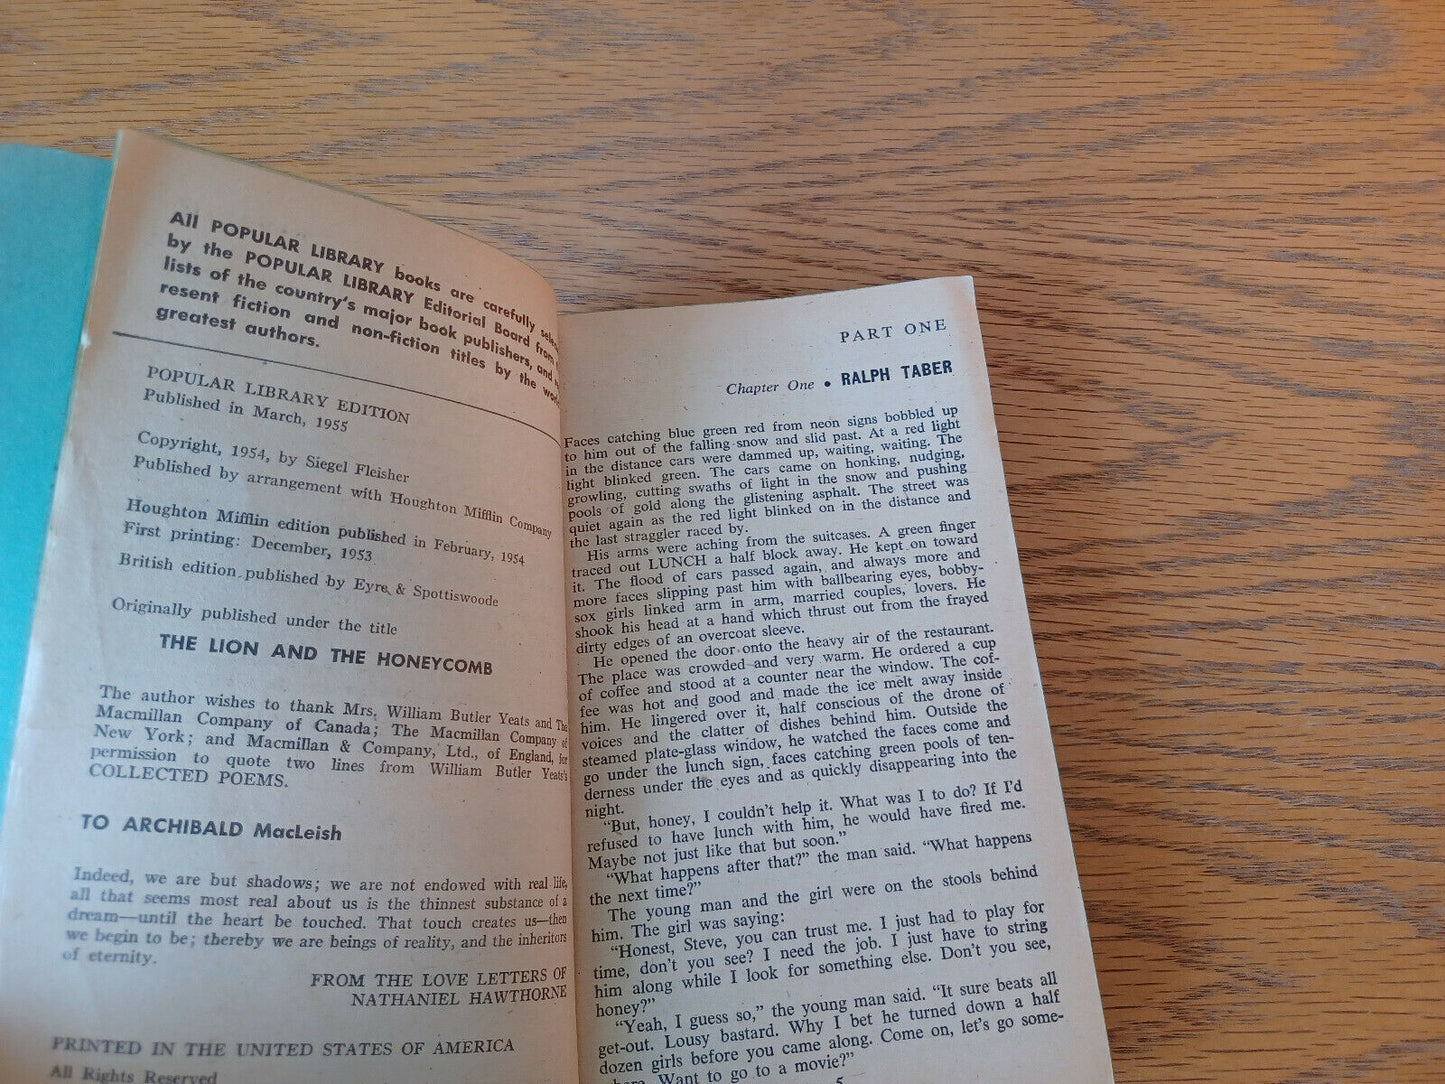 All POPULAR LIBRARY books are carefully
by the POPULAR LIBRARY Editorial Board from
lists of the country's major book publishers, and
resent fiction and non-fiction titles by the
greatest authors.
POPULAR LIBRARY EDITION
Published in March, 1955
Copyright, 1954, by Siegel Fleisher
Published by arrangement with Houghton Mifflin Company
Houghton Mifflin edition published in February, 1954
First printing: December, 1953
British edition published by Eyre & Spottiswoode
Originally published under the title
THE LION AND THE HONEYCOMB
The author wishes to thank Mrs. William Butler Yeats and The
Macmillan Company of Canada; The Macmillan Company of
New York; and Macmillan & Company, Ltd., of England, for
permission to quote two lines from William Butler Yeats's
COLLECTED POEMS.
TO ARCHIBALD MacLeish
Indeed, we are but shadows; we are not endowed with real life,
all that seems most real about us is the thinnest substance of a
dream—until the heart be touched. That touch creates us—then
we begin to be; thereby we are beings of reality, and the inheritors
of eternity.
FROM THE LOVE LETTERS OF
NATHANIEL HAWTHORNE
PRINTED IN THE UNITED STATES OF AMERICA
All Rights Reserved
PART ONE
Chapter One • RALPH TABER
Faces catching blue green red from neon signs bobbled up
to him out of the falling snow and slid past. At a red light
in the distance cars were dammed up, waiting, waiting. The
light blinked green. The cars came on honking, nudging,
growling, cutting swaths of light in the snow and pushing
pools of gold along the glistening asphalt. The street was
quiet again as the red light blinked on in the distance and
the last straggler raced by.
His arms were aching from the suitcases. A green finger
traced out LUNCH a half block away. He kept on toward
it. The flood of cars passed again, and always more and
more faces slipping past him with ballbearing eyes, bobby-
sox girls linked arm in arm, married couples, lovers. He
shook his head at a hand which thrust out from the frayed
dirty edges of an overcoat sleeve.
He opened the door onto the heavy air of the restaurant.
The place was crowded and very warm. He ordered a cup
of coffee and stood at a counter near the window. The cof-
fee was hot and good and made the ice melt away inside
him. He lingered over it, half conscious of the drone of
voices and the clatter of dishes behind him. Outside the
steamed plate-glass window, he watched the faces come and
go under the lunch sign, faces catching green pools of ten-
derness under the eyes and as quickly disappearing into the
night.
"But, honey, I couldn't help it. What was I to do? If I'd
refused to have lunch with him, he would have fired me.
Maybe not just like that but soon."
"What happens after that?" the man said. "What happens
the next time?"
The young man and the girl were on the stools behind
him. The girl was saying:
"Honest, Steve, you can trust me. I just had to play for
time, don't you see? I need the job. I just have to string
him along while I look for something else. Don't you see,
honey?"
"Yeah, I guess so," the young man said. "It sure beats all
get-out. Lousy bastard. Why I bet he turned down a half
dozen girls before you came along. Come on, let's go some-
Want to go to a movie?"
5